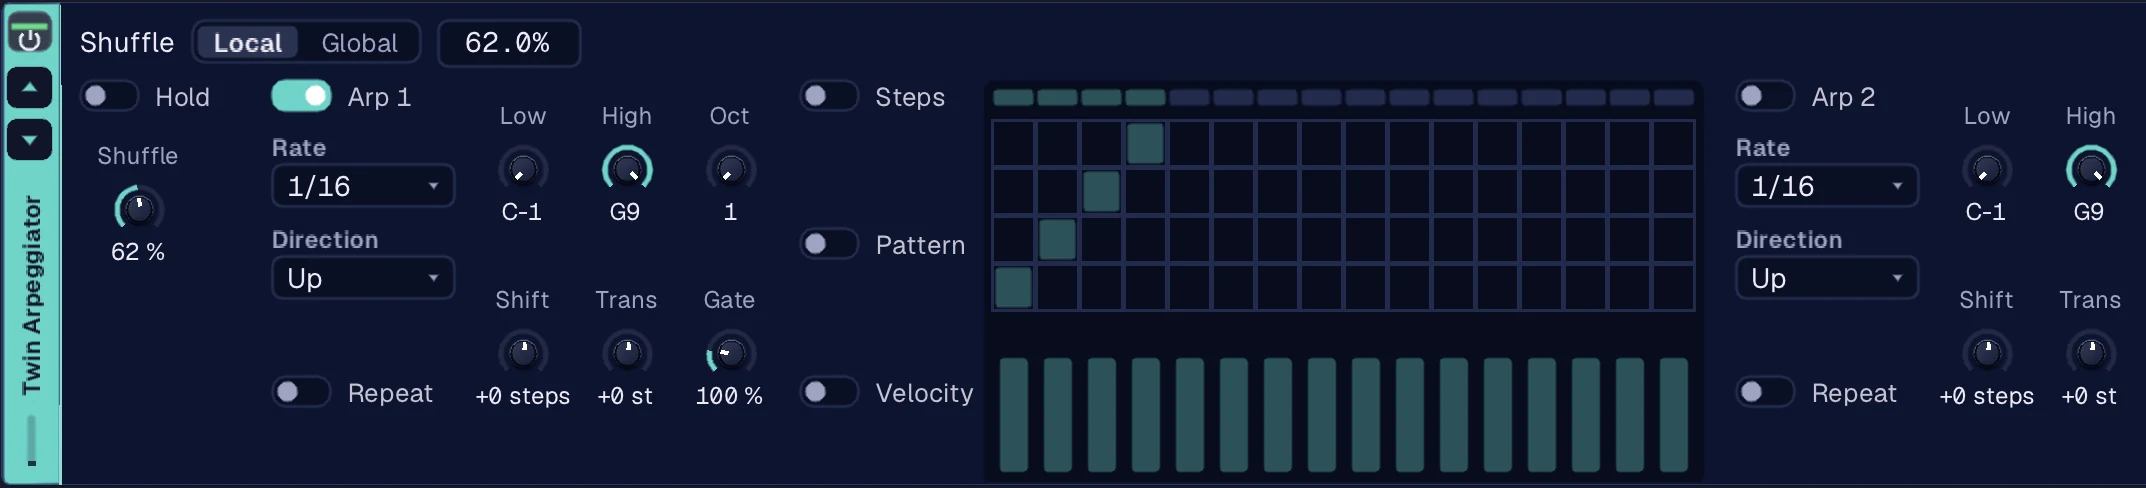 Shuffle Local Global 62.0%
Hold Arp 1 Steps Arp 2
Low High Oct Low High
Rate Rate
Shuffle
1/16 1/16
C-1 G9 1 C-1 G9
Direction Pattern Direction
62 %
Up Up
Shift Trans Gate Shift Trans
Repeat +0 steps +0 st 100 % Velocity Repeat +0 steps +0 st
Twin Arpeggiator